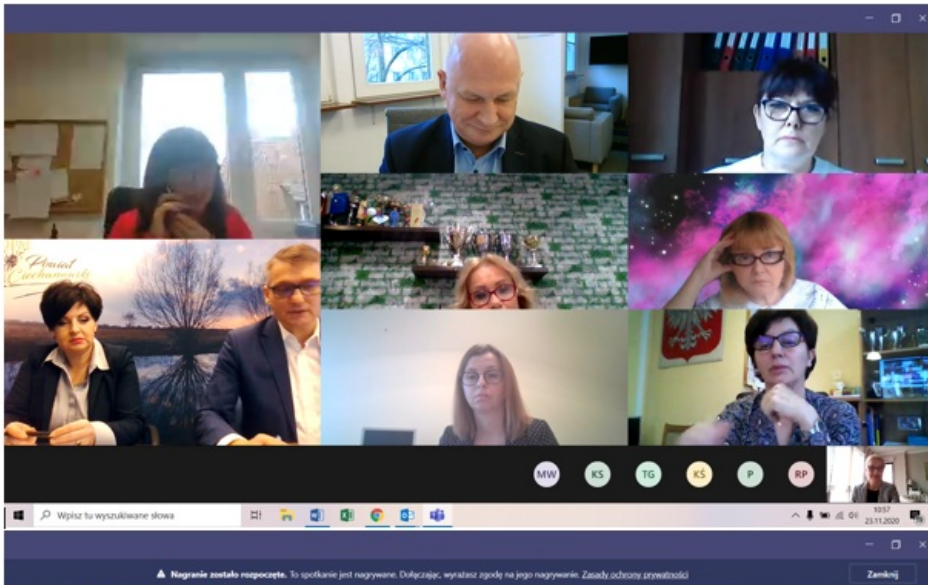 Powiat
Ciechanowski
MW KS TG KŚ P RP
Wpisz tu wyszukiwane słowa
10:57
23.11.2020
Nagranie zostało rozpoczęte. To spotkanie jest nagrywane. Dołączając, wyrażasz zgodę na jego nagrywanie. Zasady ochrony prywatności
Zamknij